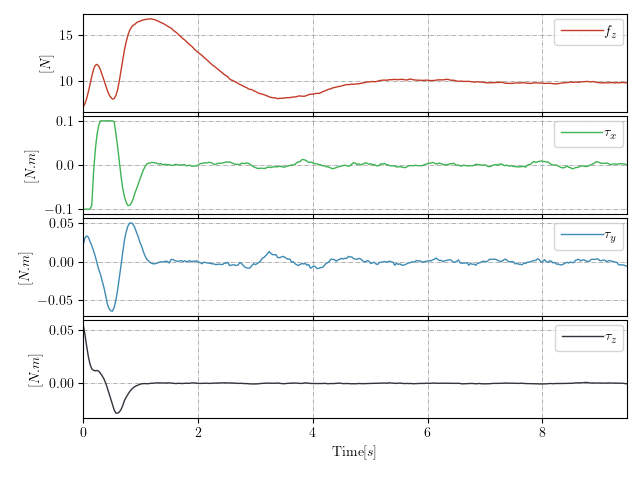 15
10
[N]
f_z
0.1
0.0
−0.1
[N.m]
τ_x
0.05
0.00
−0.05
[N.m]
τ_y
0.05
0.00
[N.m]
τ_z
0 2 4 6 8
Time[s]